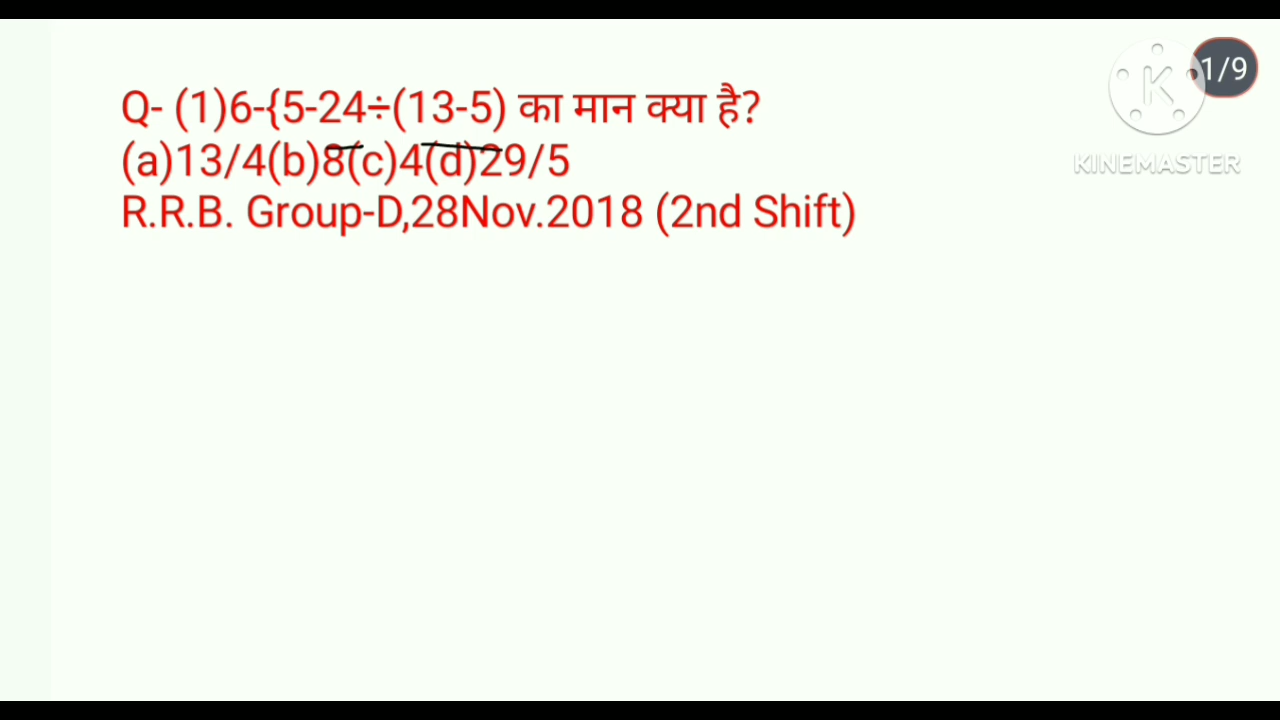 Q- (1)6-{5-24÷(13-5) का मान क्या है?
(a)13/4(b)8(c)4(d)29/5
R.R.B. Group-D,28Nov.2018 (2nd Shift)
1/9
K
KINEMASTER